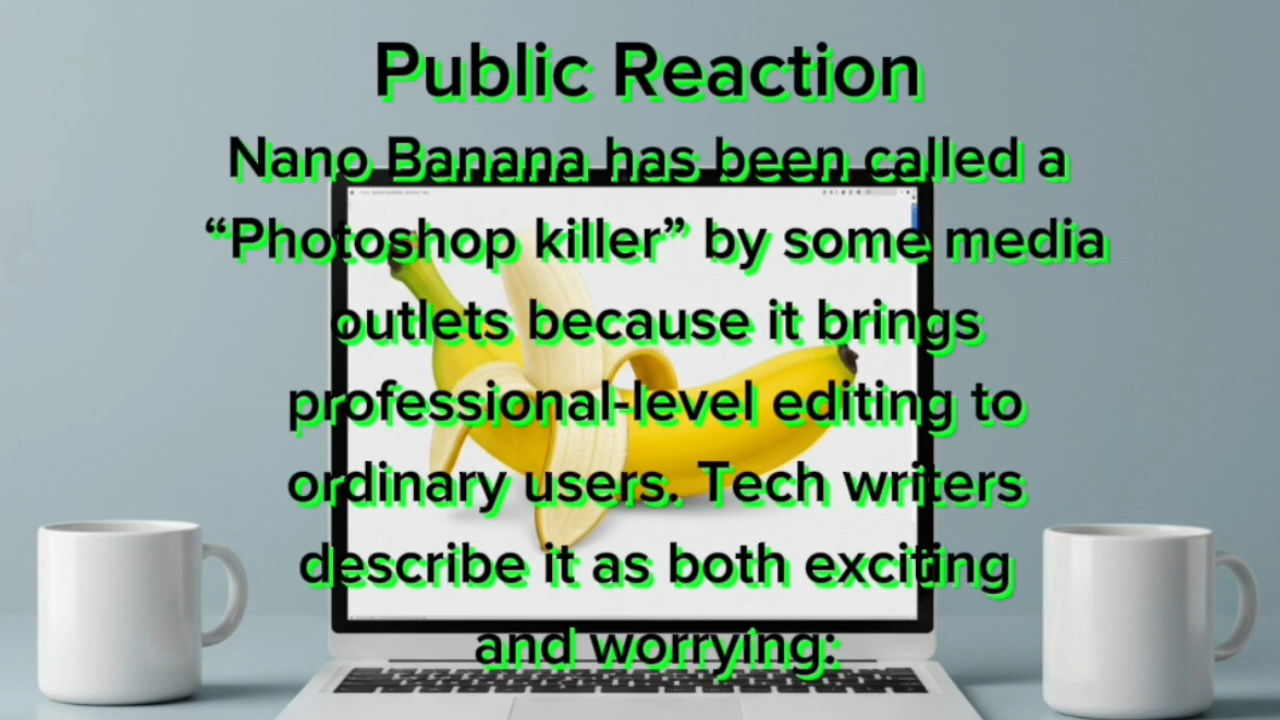 Public Reaction
Nano Banana has been called a
“Photoshop killer” by some media
outlets because it brings
professional-level editing to
ordinary users. Tech writers
describe it as both exciting
and worrying: